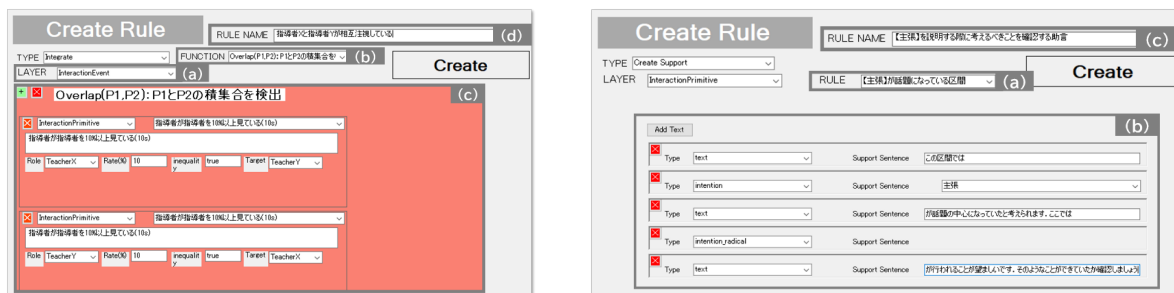 Create Rule
RULE NAME 指導者Xと指導者Yが相互注視している (d)
TYPE Integrate
FUNCTION Overlap(P1,P2): P1とP2の積集合を (b)
LAYER InteractionEvent (a)
Create
Overlap(P1,P2): P1とP2の積集合を検出 (c)
InteractionPrimitive 指導者が指導者を10%以上見ている(10s)
指導者が指導者を10%以上見ている(10s)
Role TeacherX Rate(%) 10 inequality true Target TeacherY
InteractionPrimitive 指導者が指導者を10%以上見ている(10s)
指導者が指導者を10%以上見ている(10s)
Role TeacherY Rate(%) 10 inequality true Target TeacherX
Create Rule
RULE NAME 【主張】を説明する際に考えるべきことを確認する助言 (c)
TYPE Create Support
LAYER InteractionPrimitive
RULE 【主張】が話題になっている区間 (a)
Create
Add Text (b)
Type text Support Sentence この区間では
Type intention Support Sentence 主張
Type text Support Sentence が話題の中心になっていたと考えられます．ここでは
Type intention_radical Support Sentence
Type text Support Sentence が行われることが望ましいです．そのようなことができていたか確認しましょう